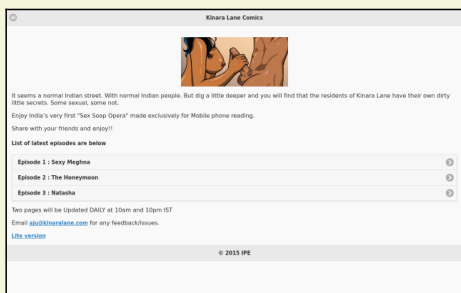 Kinara Lane Comics
It seems a normal Indian street. With normal Indian people. But dig a little deeper and you will find that the residents of Kinara Lane have their own dirty
little secrets. Some sexual, some not.
Enjoy India's very first "Sex Soap Opera" made exclusively for Mobile phone reading.
Share with your friends and enjoy!!
List of latest episodes are below
Episode 1 : Sexy Meghna
Episode 2 : The Honeymoon
Episode 3 : Natasha
Two pages will be Updated DAILY at 10am and 10pm IST
Email aju@kinaralane.com for any feedback/issues.
Lite version
© 2015 IPE